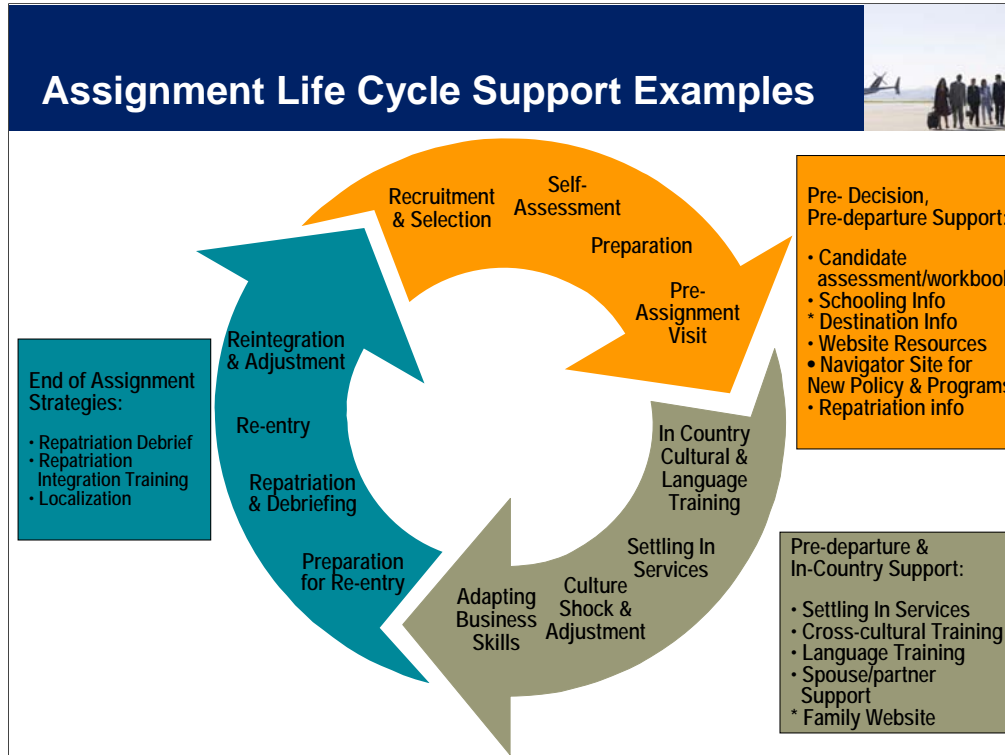 Assignment Life Cycle Support Examples
Recruitment
& Selection
Self-
Assessment
Preparation
Pre-
Assignment
Visit
Pre- Decision,
Pre-departure Support:
• Candidate
assessment/workbook
• Schooling Info
* Destination Info
• Website Resources
• Navigator Site for
New Policy & Programs
• Repatriation info
In Country
Cultural &
Language
Training
Settling In
Services
Culture
Shock &
Adjustment
Adapting
Business
Skills
Pre-departure &
In-Country Support:
• Settling In Services
• Cross-cultural Training
• Language Training
• Spouse/partner
Support
* Family Website
Preparation
for Re-entry
Repatriation
& Debriefing
Re-entry
Reintegration
& Adjustment
End of Assignment
Strategies:
• Repatriation Debrief
• Repatriation
Integration Training
• Localization